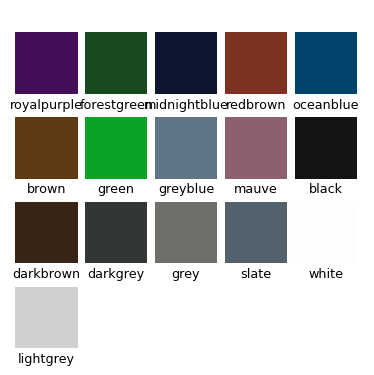 royalpurple forestgreen midnightblue redbrown oceanblue
brown green greyblue mauve black
darkbrown darkgrey grey slate white
lightgrey